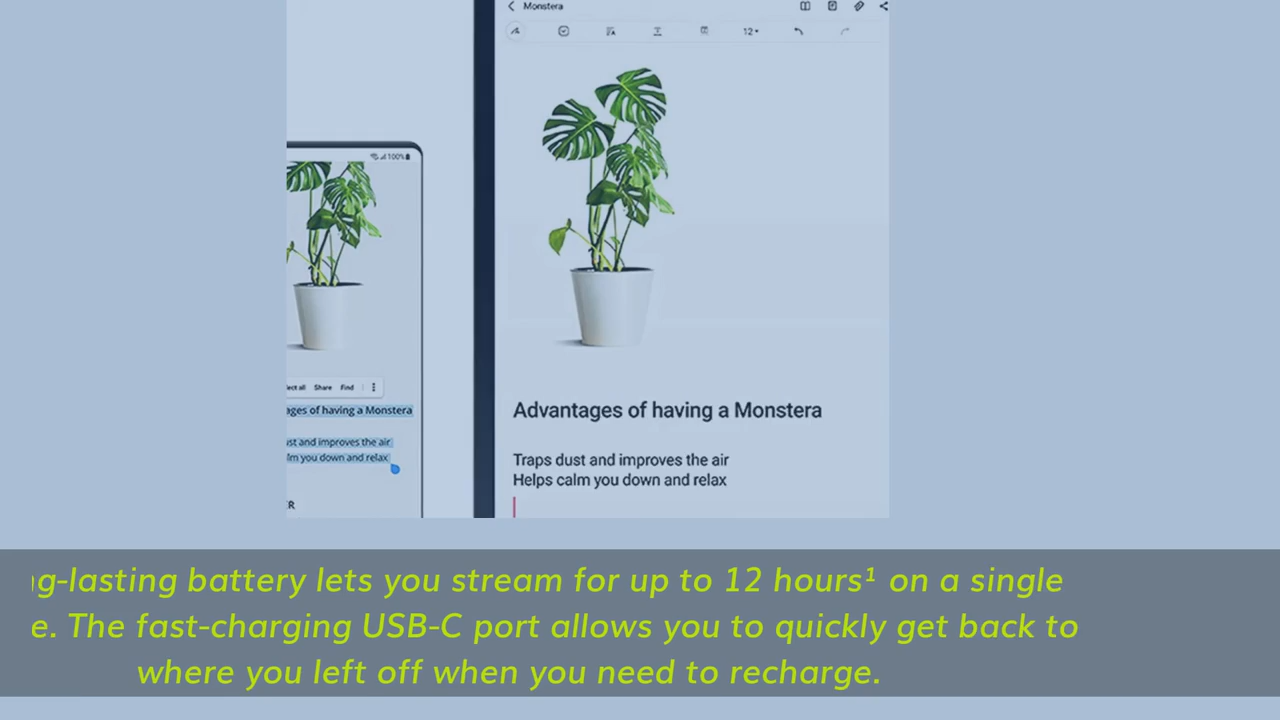 Monstera
12
100%
Share Find
ages of having a Monstera
ust and improves the air
lm you down and relax
Advantages of having a Monstera
Traps dust and improves the air
Helps calm you down and relax
g-lasting battery lets you stream for up to 12 hours¹ on a single
e. The fast-charging USB-C port allows you to quickly get back to
where you left off when you need to recharge.